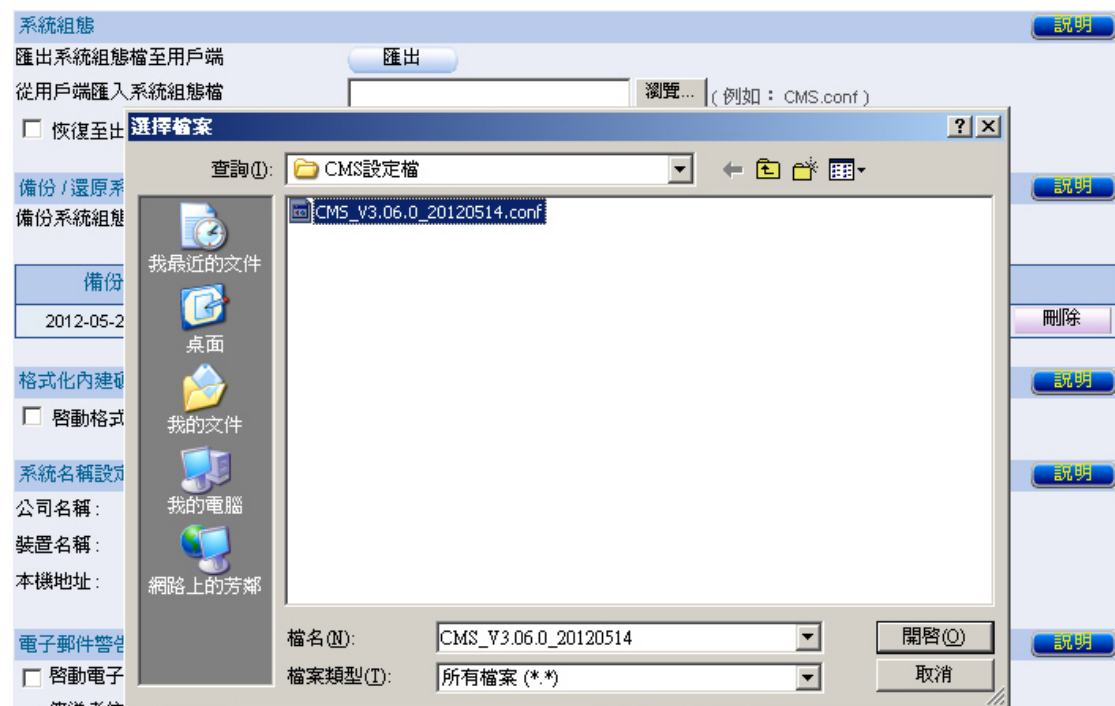 系統組態 說明
匯出系統組態檔至用戶端 匯出
從用戶端匯入系統組態檔 瀏覽... ( 例如： CMS.conf )
恢復至出
選擇檔案
查詢(I): CMS設定檔
備份 / 還原系 說明
備份系統組態
CMS_V3.06.0_20120514.conf
我最近的文件
備份
2012-05-2 刪除
桌面
格式化內建硬 說明
啟動格式
我的文件
系統名稱設定 說明
公司名稱 :
我的電腦
裝置名稱 :
本機地址 :
網路上的芳鄰
檔名(N): CMS_V3.06.0_20120514 開啓(O)
電子郵件警告 說明
啟動電子
檔案類型(T): 所有檔案 (*.*) 取消